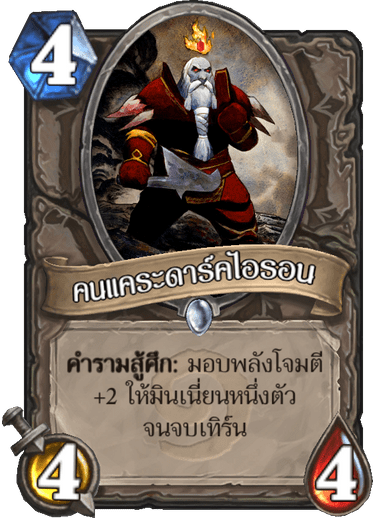 4
คนแคระดาร์คไอรอน
คำรามสู้ศึก: มอบพลังโจมตี
+2 ให้มินเนี่ยนหนึ่งตัว
จนจบเทิร์น
4
4